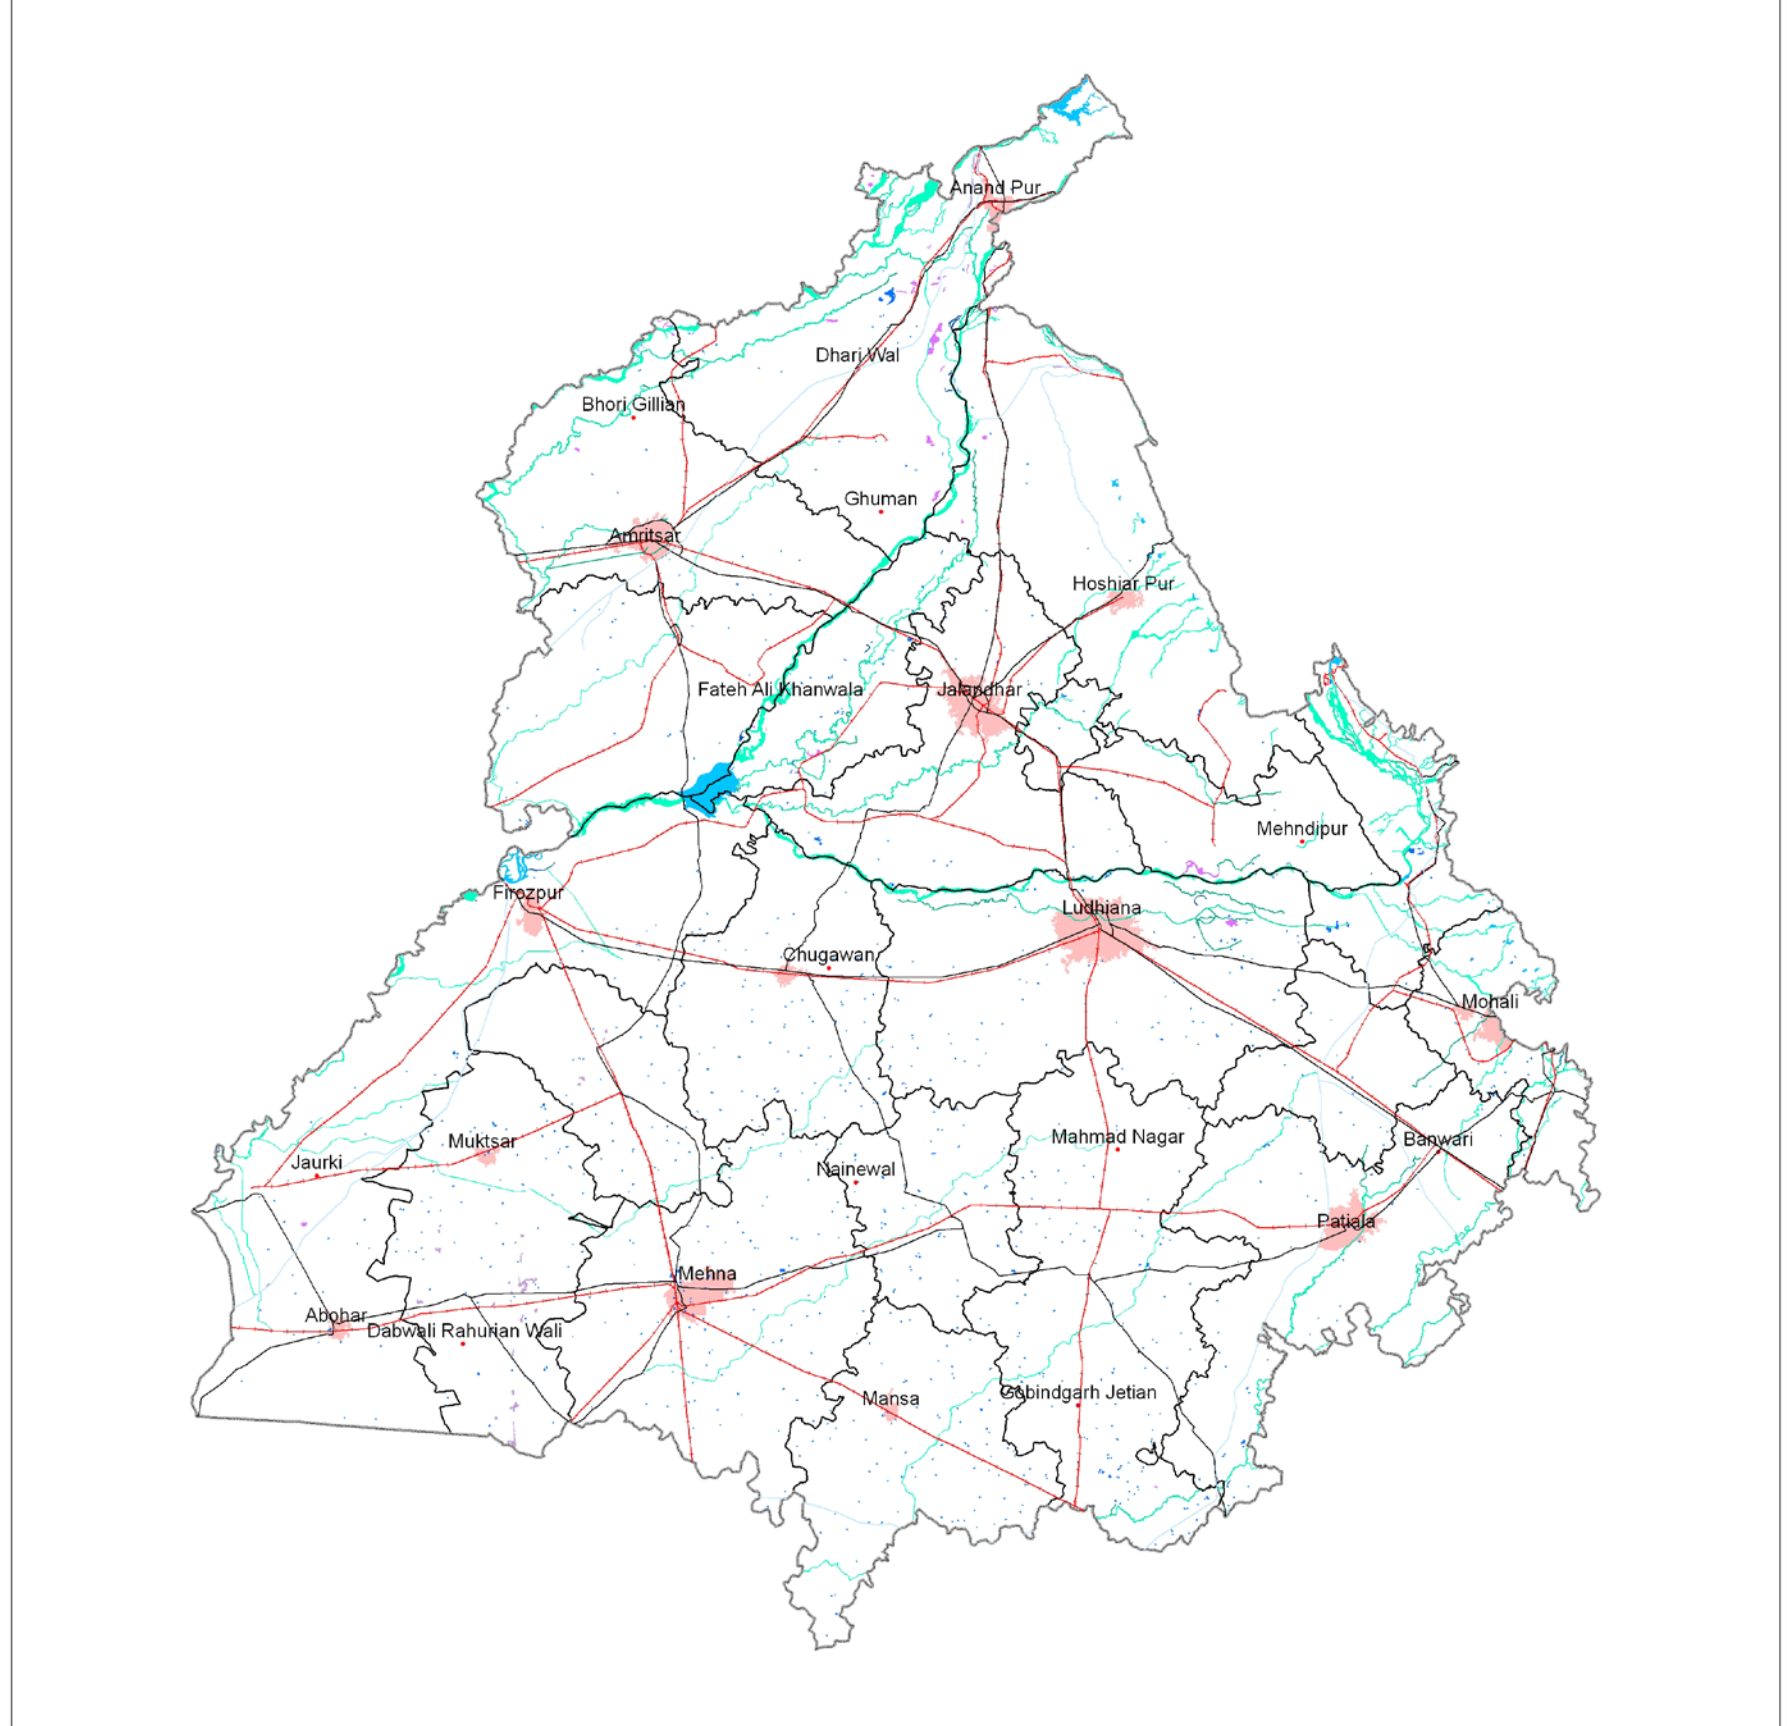 Anand Pur
Dhari Wal
Bhori Gillian
Ghuman
Amritsar
Hoshiar Pur
Fateh Ali Khanwala
Jalandhar
Mehndipur
Firozpur
Ludhiana
Chugawan
Mohali
Mahmad Nagar
Banwari
Muktsar
Jaurki
Nainewal
Patiala
Mehna
Abohar
Dabwali Rahurian Wali
Mansa
Gobindgarh Jetian